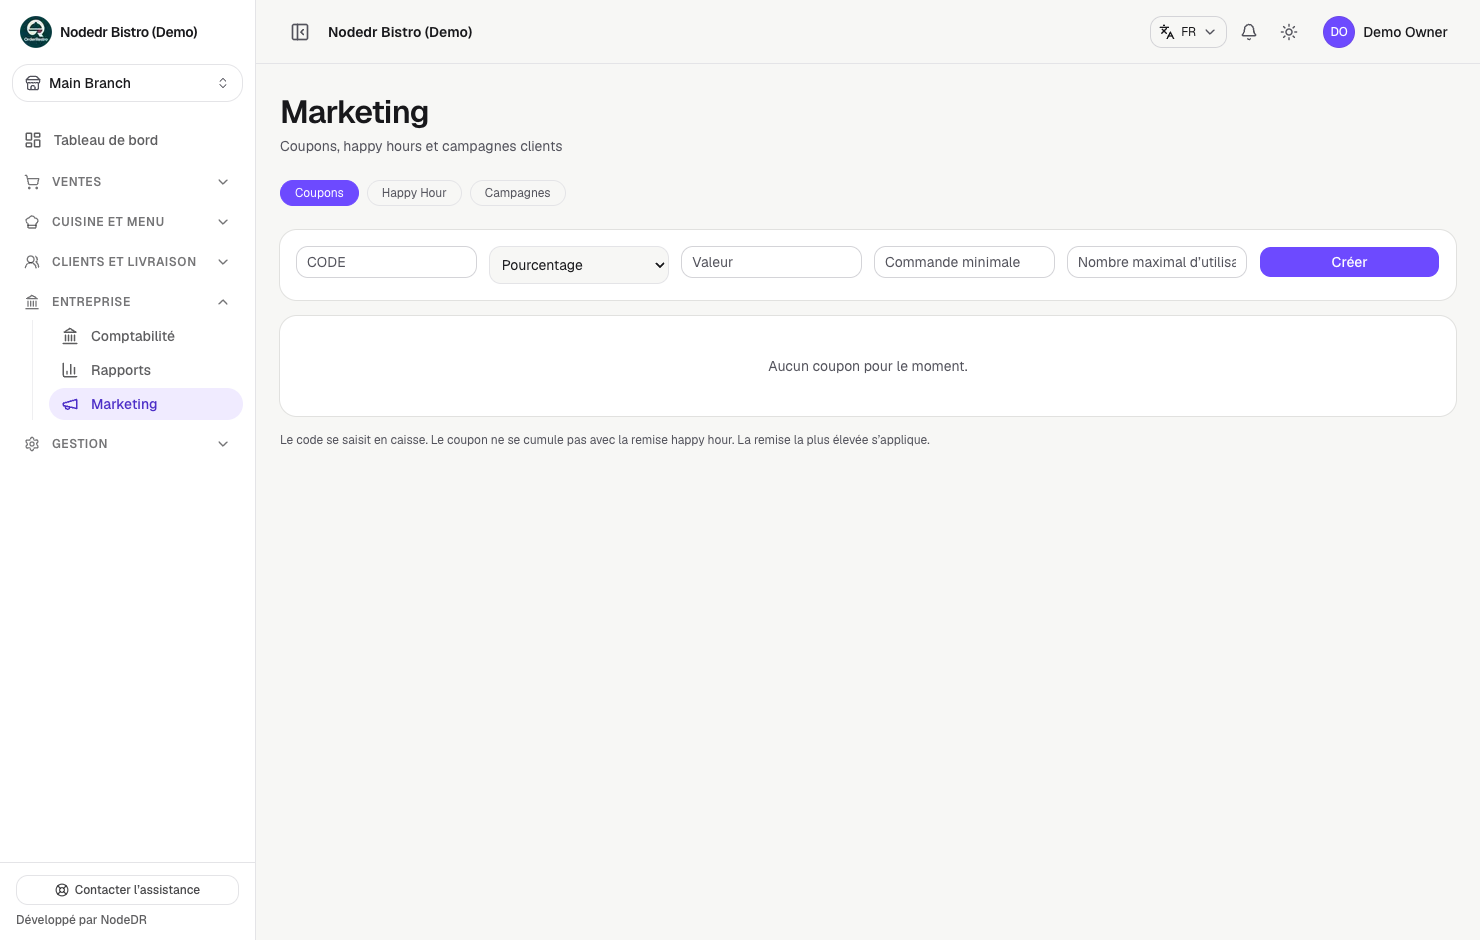 Nodedr Bistro (Demo)
Main Branch
Tableau de bord
VENTES
CUISINE ET MENU
CLIENTS ET LIVRAISON
ENTREPRISE
Comptabilité
Rapports
Marketing
GESTION
Contacter l'assistance
Développé par NodeDR
Nodedr Bistro (Demo)
FR
DO
Demo Owner
Marketing
Coupons, happy hours et campagnes clients
Coupons
Happy Hour
Campagnes
CODE
Pourcentage
Valeur
Commande minimale
Nombre maximal d'utilisa
Créer
Aucun coupon pour le moment.
Le code se saisit en caisse. Le coupon ne se cumule pas avec la remise happy hour. La remise la plus élevée s'applique.